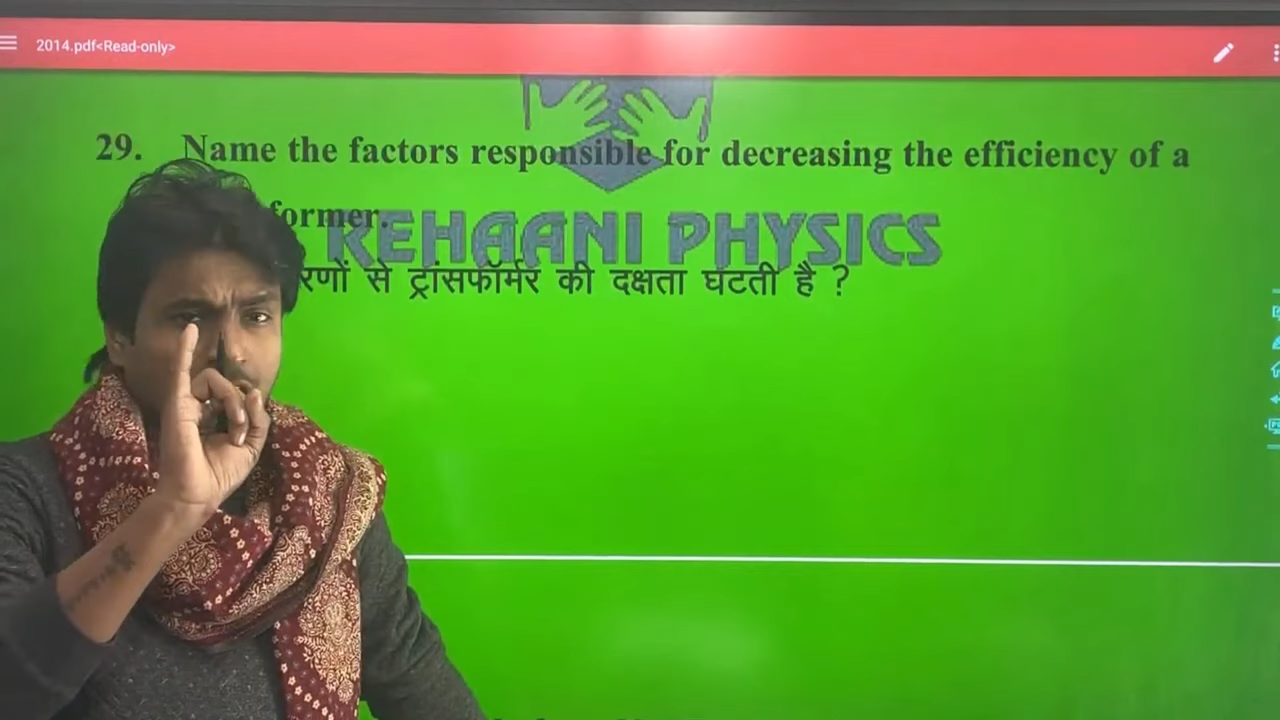 2014.pdf<Read-only>
29. Name the factors responsible for decreasing the efficiency of a
former.
REHAANI PHYSICS
रणों से ट्रांसफॉर्मर की दक्षता घटती है ?